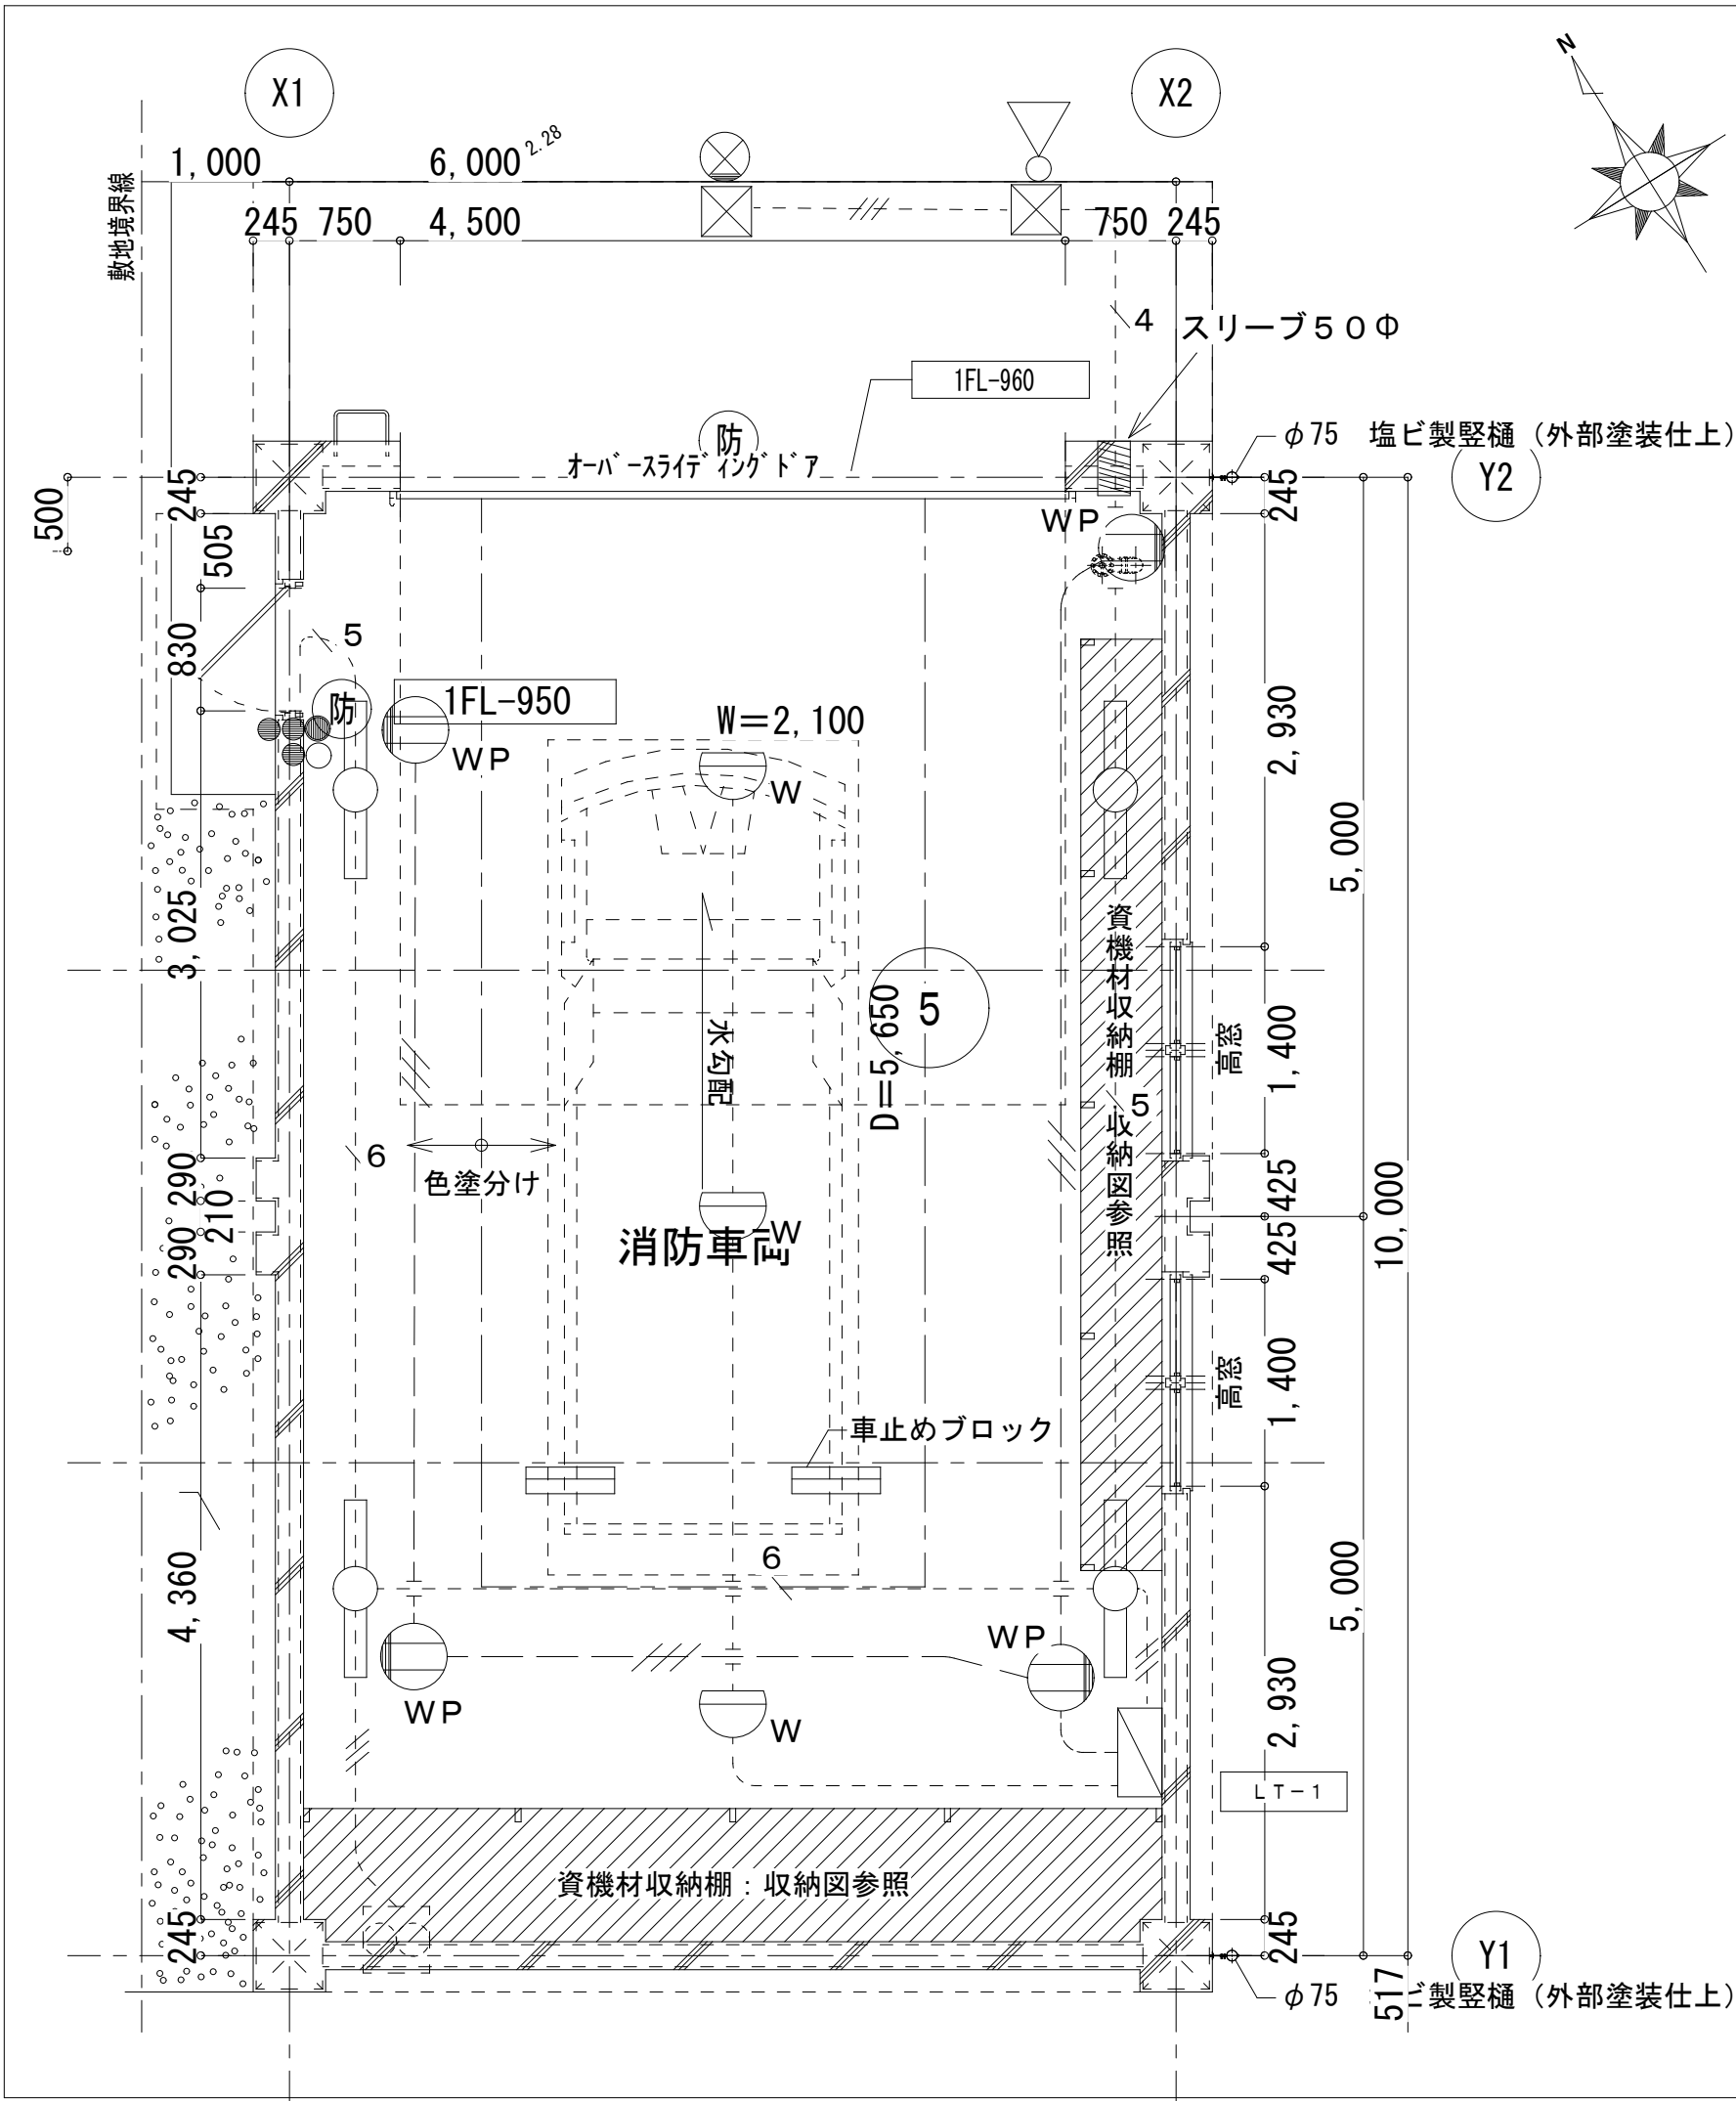 X1
X2
N
1,000
6,000
2.28
敷地境界線
245
750
4,500
750
245
4
スリーブ50Φ
1FL-960
防
オーバースライディングドア
φ75 塩ビ製竪樋（外部塗装仕上）
Y2
500
245
505
830
WP
245
5
防
1FL-950
WP
W=2,100
W
2,930
5,000
3,025
資機材収納棚 収納図参照
5
D=5,650
水勾配
1,400
高窓
5
6
色塗分け
290
210
290
消防車両
W
425
425
10,000
1,400
高窓
車止めブロック
4,360
6
5,000
WP
WP
W
2,930
LT-1
資機材収納棚：収納図参照
245
245
Y1
φ75
ビ製竪樋（外部塗装仕上）
517